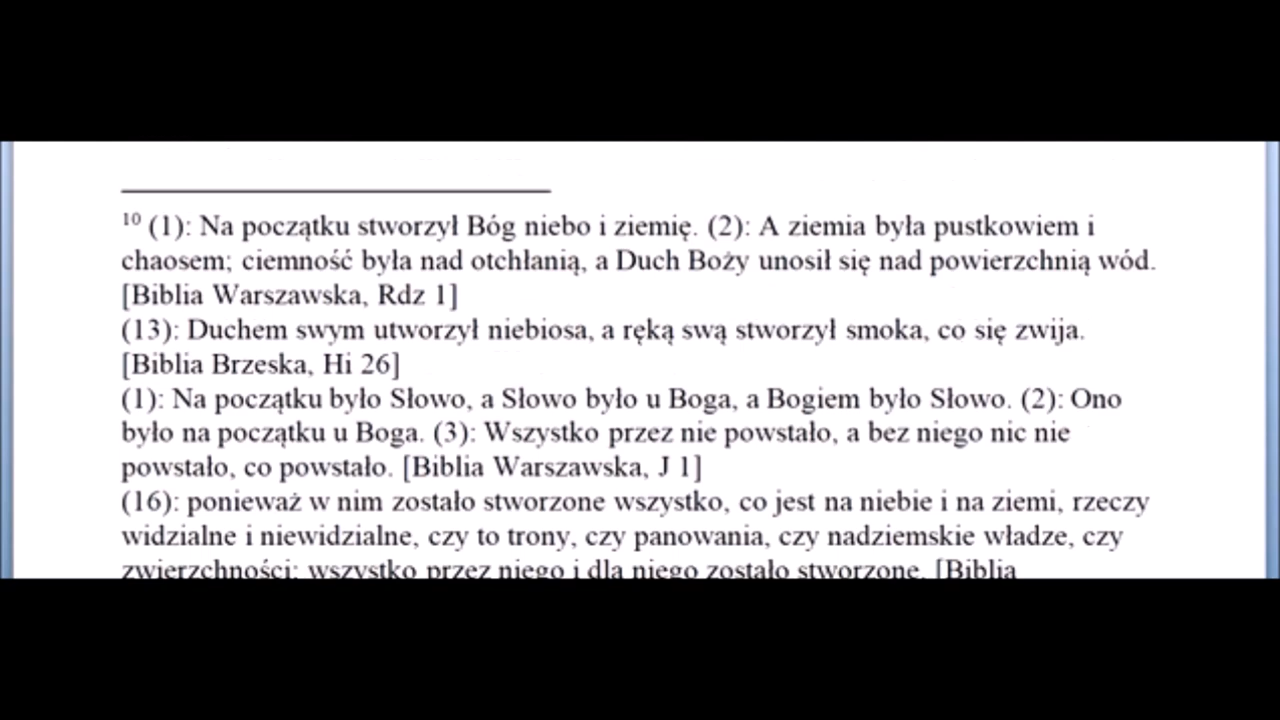 10 (1): Na początku stworzył Bóg niebo i ziemię. (2): A ziemia była pustkowiem i
chaosem; ciemność była nad otchłanią, a Duch Boży unosił się nad powierzchnią wód.
[Biblia Warszawska, Rdz 1]
(13): Duchem swym utworzył niebiosa, a ręką swą stworzył smoka, co się zwija.
[Biblia Brzeska, Hi 26]
(1): Na początku było Słowo, a Słowo było u Boga, a Bogiem było Słowo. (2): Ono
było na początku u Boga. (3): Wszystko przez nie powstało, a bez niego nic nie
powstało, co powstało. [Biblia Warszawska, J 1]
(16): ponieważ w nim zostało stworzone wszystko, co jest na niebie i na ziemi, rzeczy
widzialne i niewidzialne, czy to trony, czy panowania, czy nadziemskie władze, czy
zwierzchności; wszystko przez niego i dla niego zostało stworzone. [Biblia